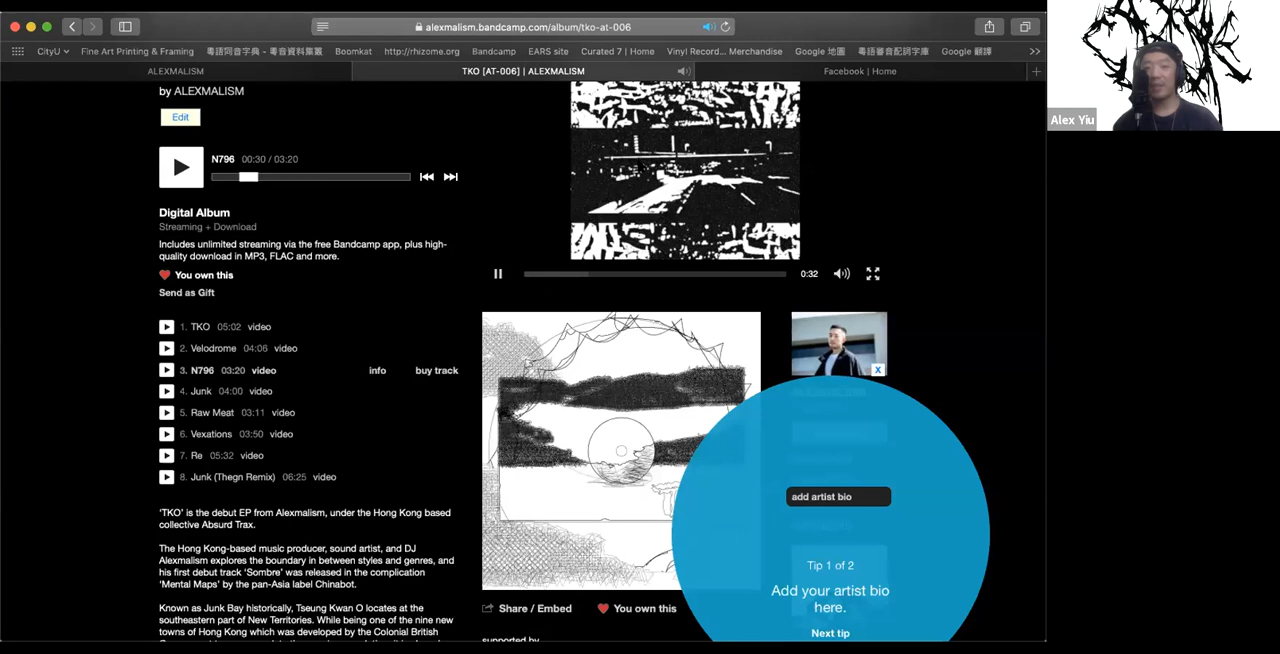 alexmalism.bandcamp.com/album/tko-at-006
CityU
Fine Art Printing & Framing
粵語同音字典 - 粵音資料集叢
Boomkat
http://rhizome.org
Bandcamp
EARS site
Curated 7 | Home
Vinyl Record... Merchandise
Google 地圖
粵語審音配詞字庫
Google 翻譯
ALEXMALISM
TKO [AT-006] | ALEXMALISM
Facebook | Home
Alex Yiu
by ALEXMALISM
Edit
N796 00:30 / 03:20
Digital Album
Streaming + Download
Includes unlimited streaming via the free Bandcamp app, plus high-
quality download in MP3, FLAC and more.
You own this
Send as Gift
0:32
1. TKO 05:02 video
2. Velodrome 04:06 video
3. N796 03:20 video info buy track
4. Junk 04:00 video
5. Raw Meat 03:11 video
6. Vexations 03:50 video
7. Re 05:32 video
8. Junk (Thegn Remix) 06:25 video
'TKO' is the debut EP from Alexmalism, under the Hong Kong based
collective Absurd Trax.
The Hong Kong-based music producer, sound artist, and DJ
Alexmalism explores the boundary in between styles and genres, and
his first debut track 'Sombre' was released in the complication
'Mental Maps' by the pan-Asia label Chinabot.
Known as Junk Bay historically, Tseung Kwan O locates at the
southeastern part of New Territories. While being one of the nine new
towns of Hong Kong which was developed by the Colonial British
Share / Embed
You own this
supported by
X
add artist bio
Tip 1 of 2
Add your artist bio
here.
Next tip